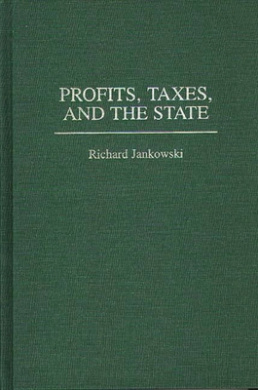 PROFITS, TAXES,
AND THE STATE
Richard Jankowski